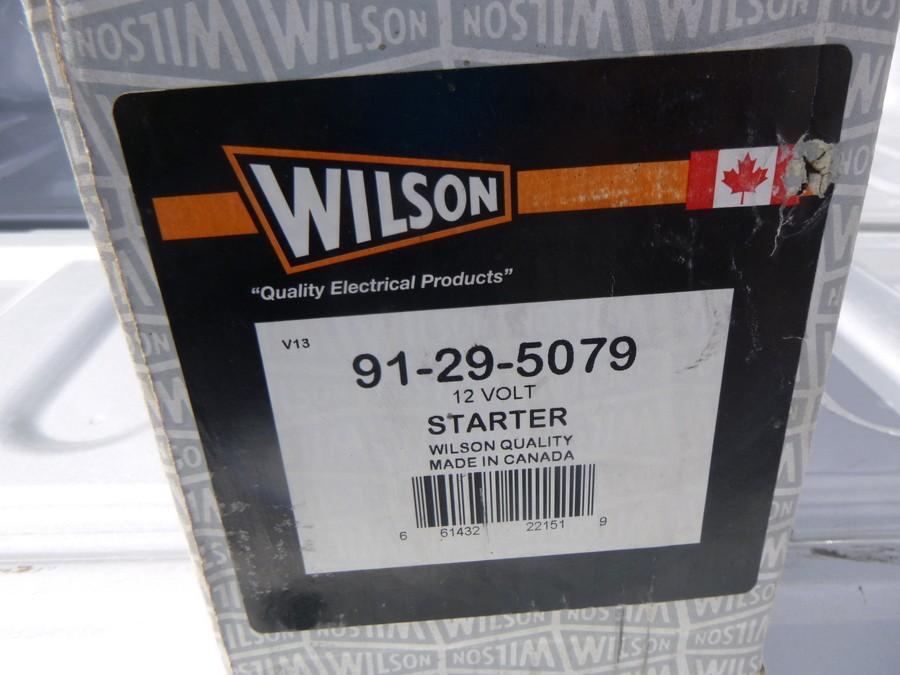 WILSON
"Quality Electrical Products"
V13
91-29-5079
12 VOLT
STARTER
WILSON QUALITY
MADE IN CANADA
6 61432 22151 9